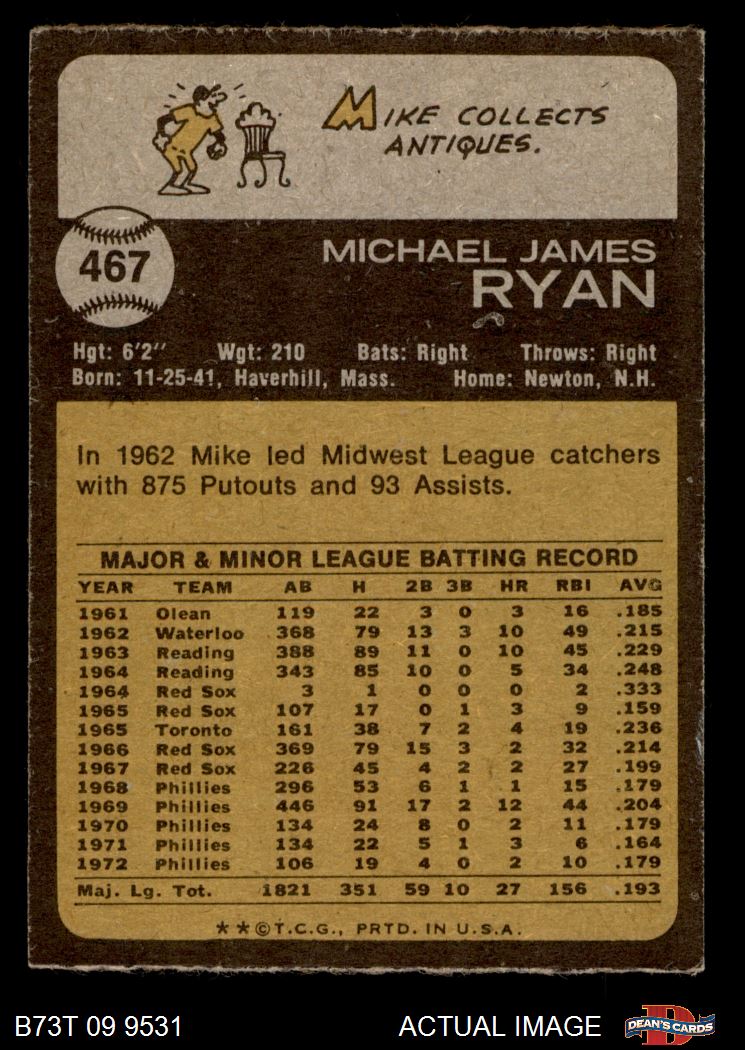 MIKE COLLECTS
ANTIQUES.
467
MICHAEL JAMES
RYAN
Hgt: 6'2" Wgt: 210 Bats: Right Throws: Right
Born: 11-25-41, Haverhill, Mass. Home: Newton, N.H.
In 1962 Mike led Midwest League catchers
with 875 Putouts and 93 Assists.
MAJOR & MINOR LEAGUE BATTING RECORD
YEAR TEAM AB H 2B 3B HR RBI AVG
1961 Olean 119 22 3 0 3 16 .185
1962 Waterloo 368 79 13 3 10 49 .215
1963 Reading 388 89 11 0 10 45 .229
1964 Reading 343 85 10 0 5 34 .248
1964 Red Sox 3 1 0 0 0 2 .333
1965 Red Sox 107 17 0 1 3 9 .159
1965 Toronto 161 38 7 2 4 19 .236
1966 Red Sox 369 79 15 3 2 32 .214
1967 Red Sox 226 45 4 2 2 27 .199
1968 Phillies 296 53 6 1 1 15 .179
1969 Phillies 446 91 17 2 12 44 .204
1970 Phillies 134 24 8 0 2 11 .179
1971 Phillies 134 22 5 1 3 6 .164
1972 Phillies 106 19 4 0 2 10 .179
Maj. Lg. Tot. 1821 351 59 10 27 156 .193
★★©T.C.G., PRTD. IN U.S.A.
B73T 09 9531 ACTUAL IMAGE D DEAN'S CARDS